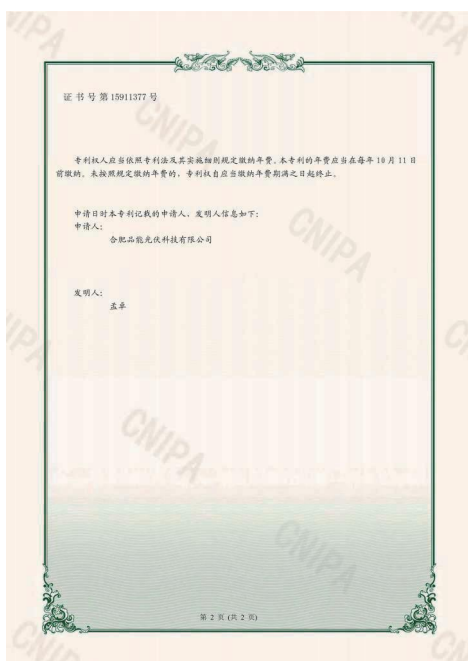 证书号第15911377号
专利权人应当依照专利法及其实施细则规定缴纳年费。本专利的年费应当在每年10月11日
前缴纳。未按照规定缴纳年费的，专利权自应当缴纳年费期满之日起终止。
申请日时本专利记载的申请人、发明人信息如下：
申请人：
合肥品能光伏科技有限公司
发明人：
孟卓
第 2 页 (共 2 页)
CNIPA
CNIPA
CNIPA
CNIPA